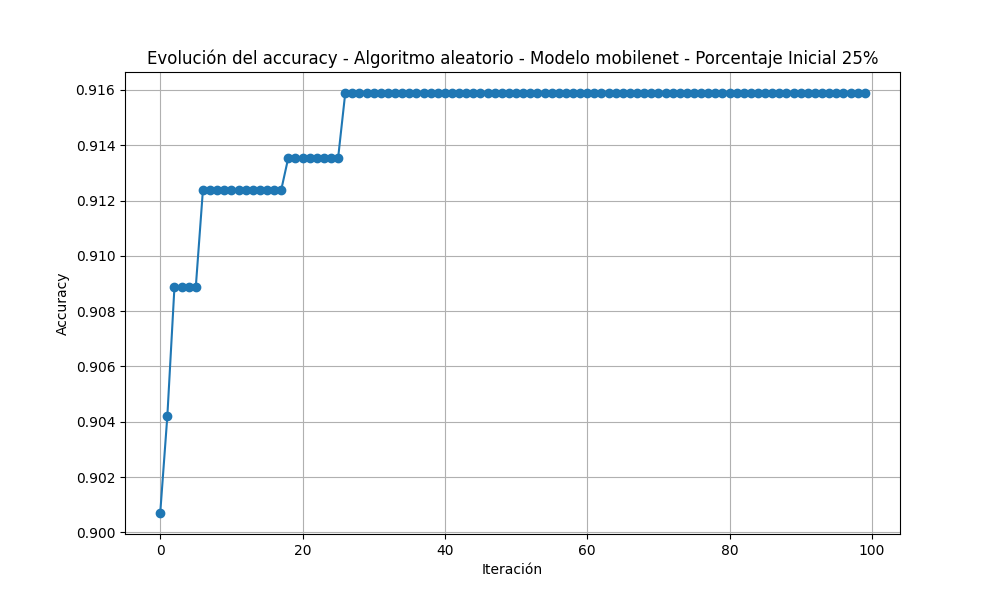 Evolución del accuracy - Algoritmo aleatorio - Modelo mobilenet - Porcentaje Inicial 25%
0.916
0.914
0.912
0.910
0.908
0.906
0.904
0.902
0.900
Accuracy
0 20 40 60 80 100
Iteración